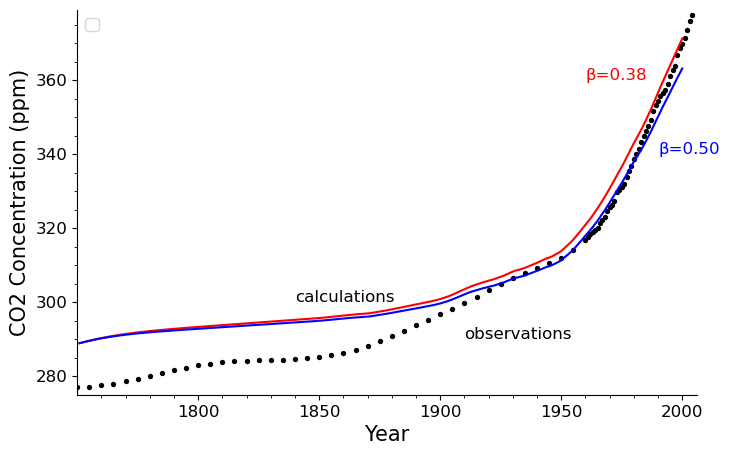 360
340
320
300
280
CO2 Concentration (ppm)
β=0.38
β=0.50
calculations
observations
1800
1850
1900
1950
2000
Year